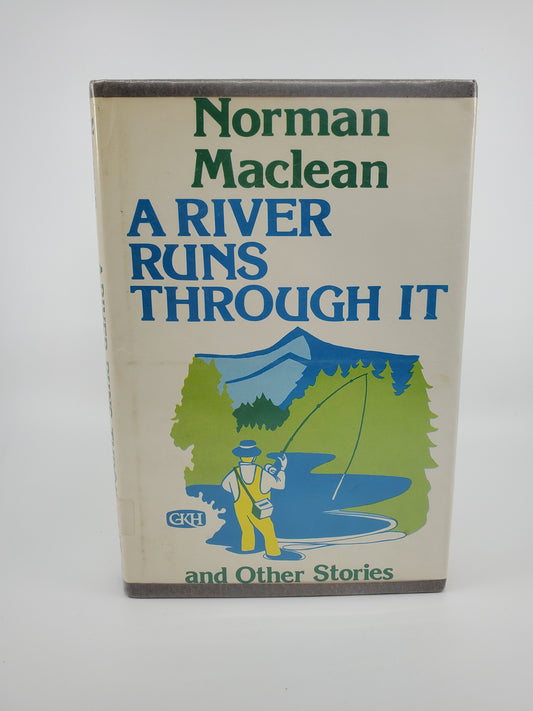 Norman
Maclean
A RIVER
RUNS
THROUGH IT
GKH
and Other Stories